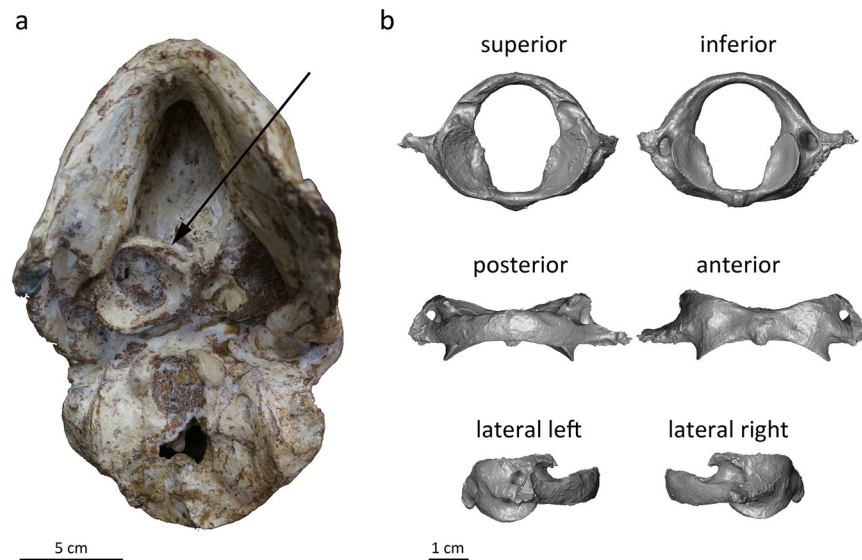 a
b
superior
inferior
posterior
anterior
lateral left
lateral right
5 cm
1 cm